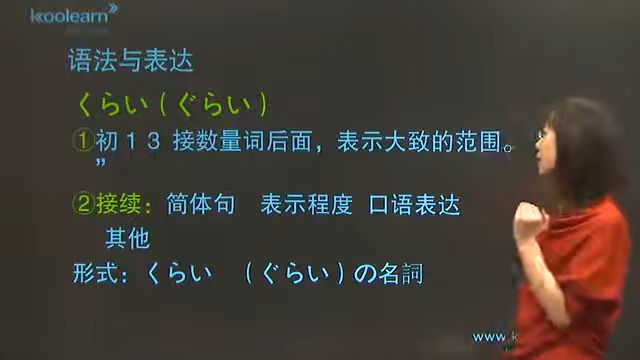 koolearn
语法与表达
くらい（ぐらい）
①初１３ 接数量词后面，表示大致的范围。
”
②接续：简体句 表示程度 口语表达
其他
形式：くらい （ぐらい）の名詞
www.k